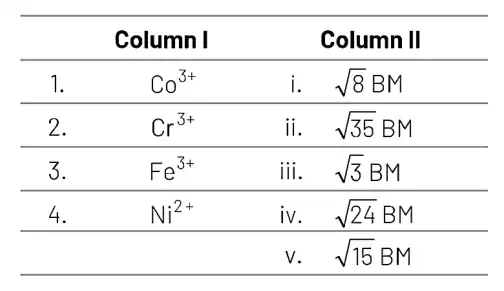 Column I Column II
1. Co³⁺ i. √8 BM
2. Cr³⁺ ii. √35 BM
3. Fe³⁺ iii. √3 BM
4. Ni²⁺ iv. √24 BM
v. √15 BM